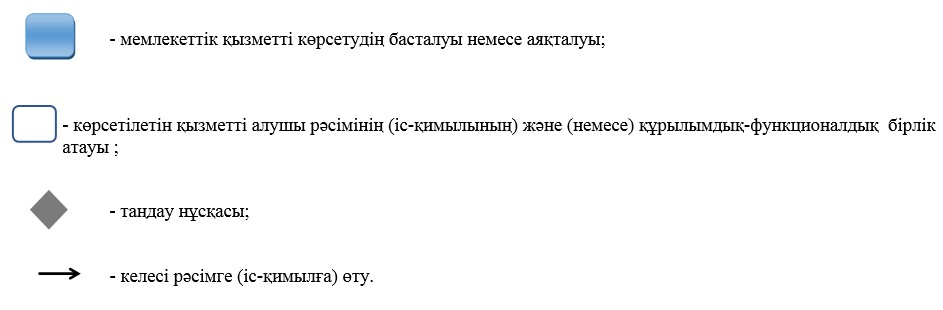 - мемлекеттік қызметті көрсетудің басталуы немесе аяқталуы;
- көрсетілетін қызметті алушы рәсімінің (іс-қимылының) және (немесе) құрылымдық-функционалдық бірлік
атауы ;
- тандау нұсқасы;
- келесі рәсімге (іс-қимылға) өту.